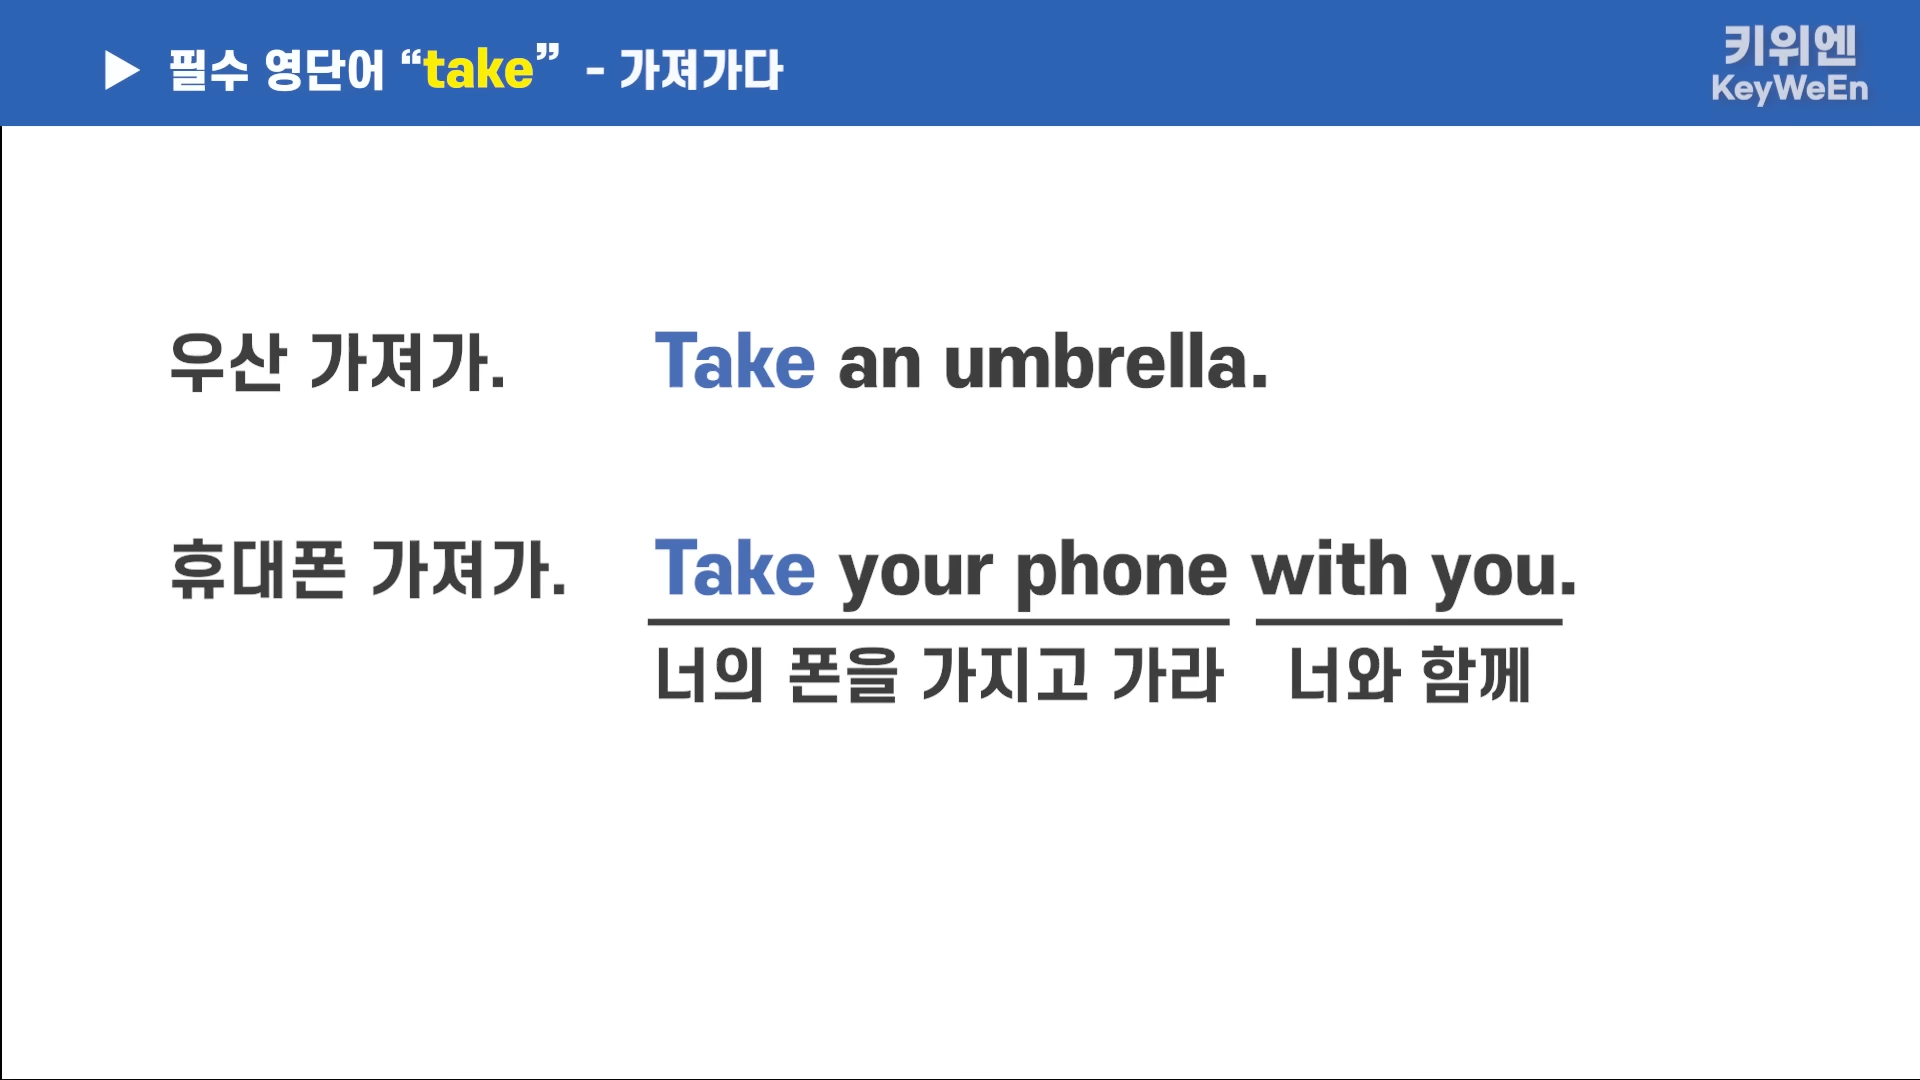 ▶ 필수 영단어 “take” - 가져가다
키위엔
KeyWeEn
우산 가져가. Take an umbrella.
휴대폰 가져가. Take your phone with you.
너의 폰을 가지고 가라 너와 함께